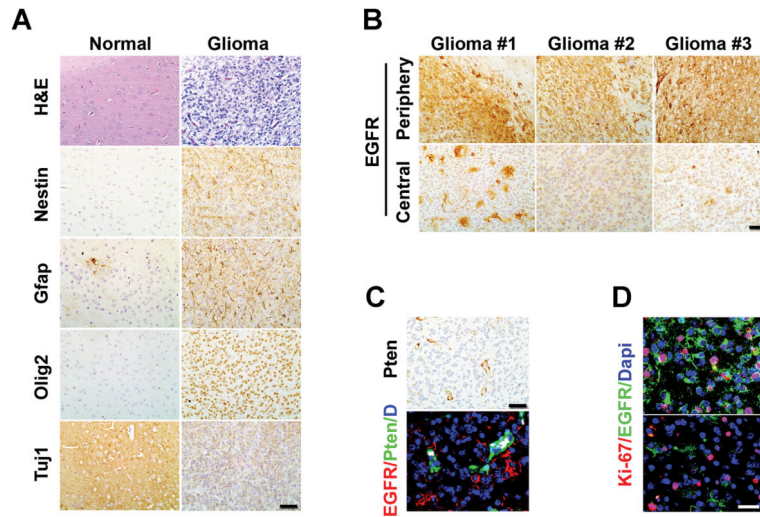 A
Normal Glioma
H&E
Nestin
Gfap
Olig2
Tuj1
B
Glioma #1 Glioma #2 Glioma #3
EGFR
Periphery
Central
C
Pten
EGFR/Pten/D
D
Ki-67/EGFR/Dapi